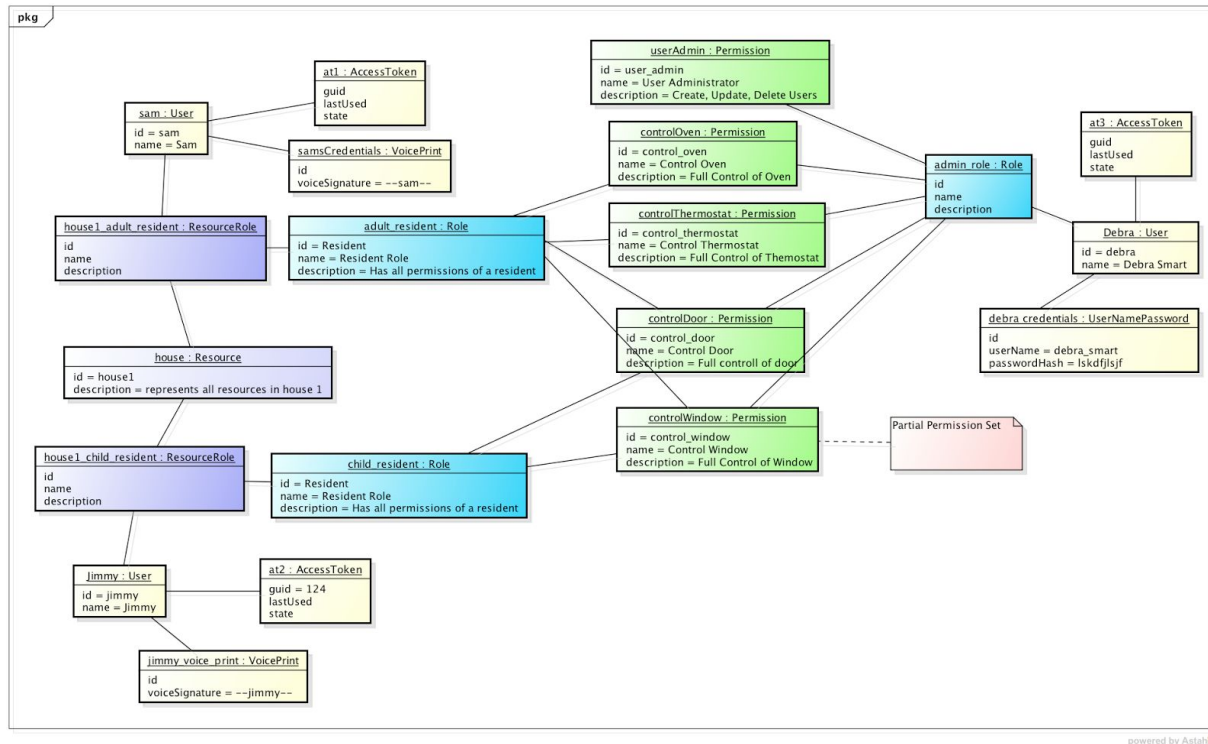 pkg
userAdmin : Permission
id = user_admin
name = User Administrator
description = Create, Update, Delete Users
at1 : AccessToken
guid
lastUsed
state
sam : User
id = sam
name = Sam
samsCredentials : VoicePrint
id
voiceSignature = --sam--
controlOven : Permission
id = control_oven
name = Control Oven
description = Full Control of Oven
at3 : AccessToken
guid
lastUsed
state
admin_role : Role
id
name
description
house1_adult_resident : ResourceRole
id
name
description
adult_resident : Role
id = Resident
name = Resident Role
description = Has all permissions of a resident
controlThermostat : Permission
id = control_thermostat
name = Control Thermostat
description = Full Control of Themostat
Debra : User
id = debra
name = Debra Smart
controlDoor : Permission
id = control_door
name = Control Door
description = Full controll of door
debra credentials : UserNamePassword
id
userName = debra_smart
passwordHash = lskdfjlsjf
house : Resource
id = house1
description = represents all resources in house 1
controlWindow : Permission
id = control_window
name = Control Window
description = Full Control of Window
Partial Permission Set
house1_child_resident : ResourceRole
id
name
description
child_resident : Role
id = Resident
name = Resident Role
description = Has all permissions of a resident
Jimmy : User
id = jimmy
name = Jimmy
at2 : AccessToken
guid = 124
lastUsed
state
jimmy_voice_print : VoicePrint
id
voiceSignature = --jimmy--
powered by Astah